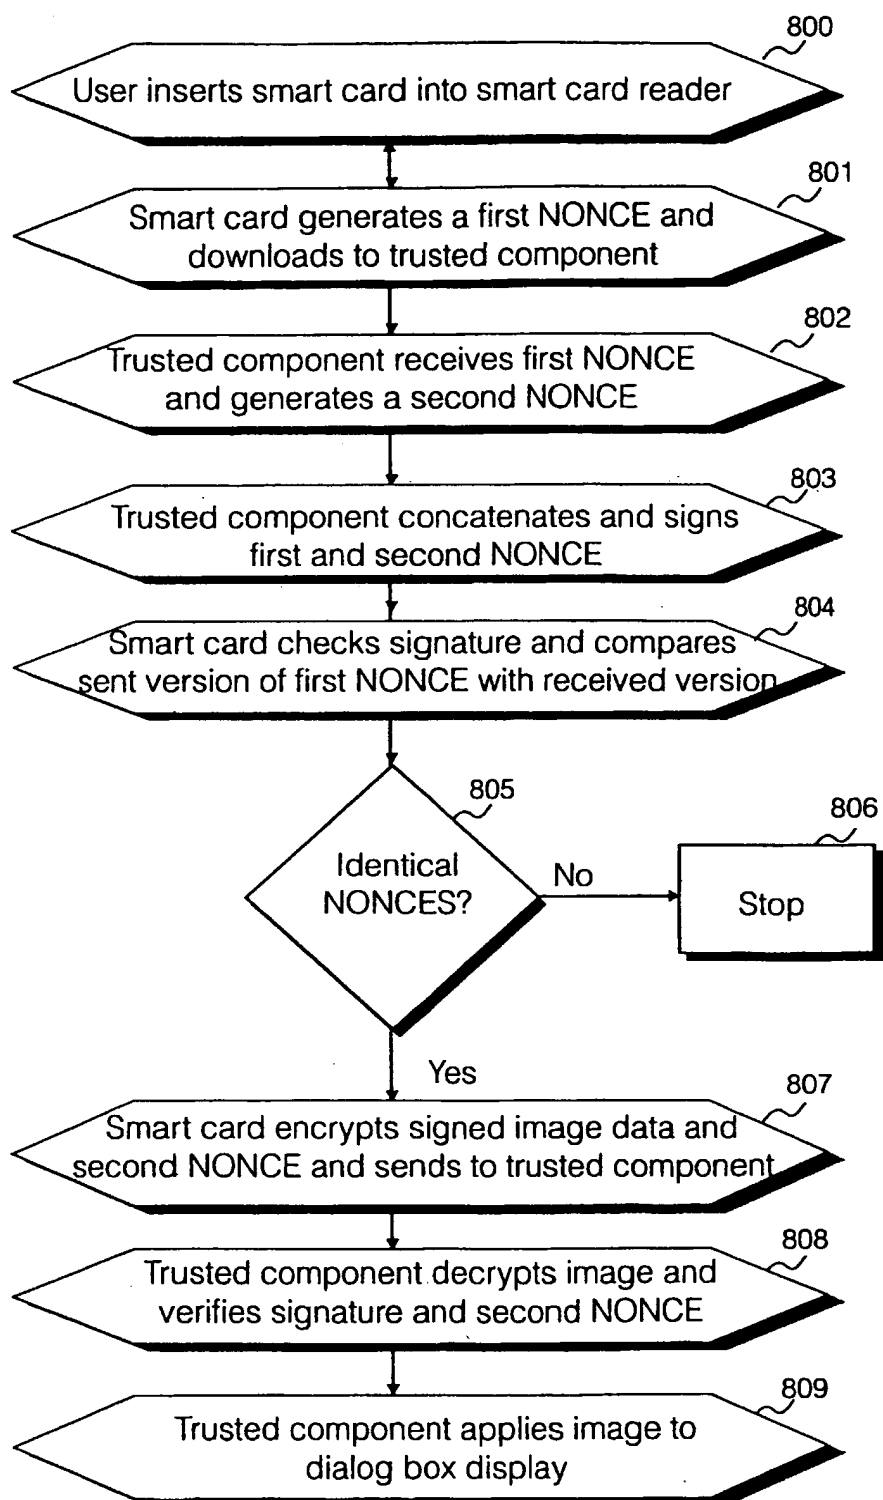 800
User inserts smart card into smart card reader
801
Smart card generates a first NONCE and
downloads to trusted component
802
Trusted component receives first NONCE
and generates a second NONCE
803
Trusted component concatenates and signs
first and second NONCE
804
Smart card checks signature and compares
sent version of first NONCE with received version
805
Identical
NONCES?
No
806
Stop
Yes
807
Smart card encrypts signed image data and
second NONCE and sends to trusted component
808
Trusted component decrypts image and
verifies signature and second NONCE
809
Trusted component applies image to
dialog box display